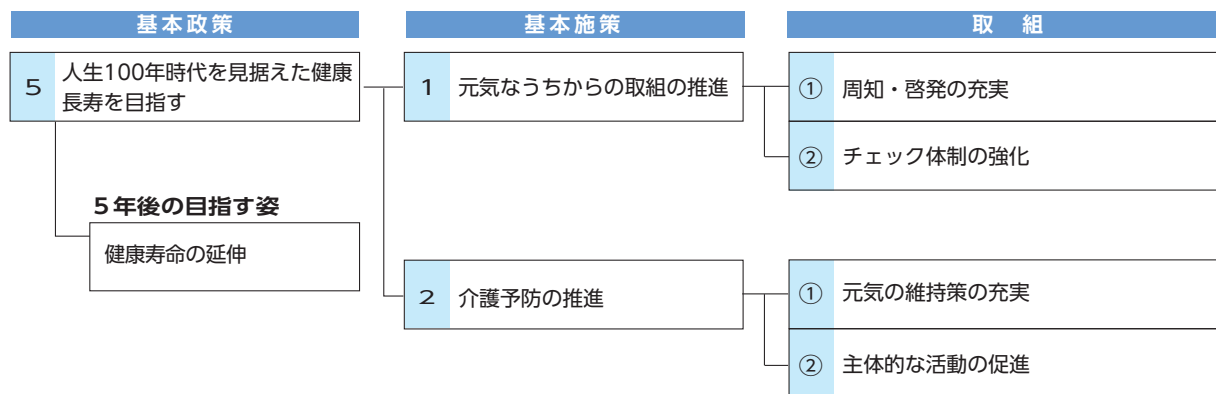 基本政策
基本施策
取　組
5 人生100年時代を見据えた健康
長寿を目指す
1 元気なうちからの取組の推進
① 周知・啓発の充実
② チェック体制の強化
5年後の目指す姿
健康寿命の延伸
2 介護予防の推進
① 元気の維持策の充実
② 主体的な活動の促進